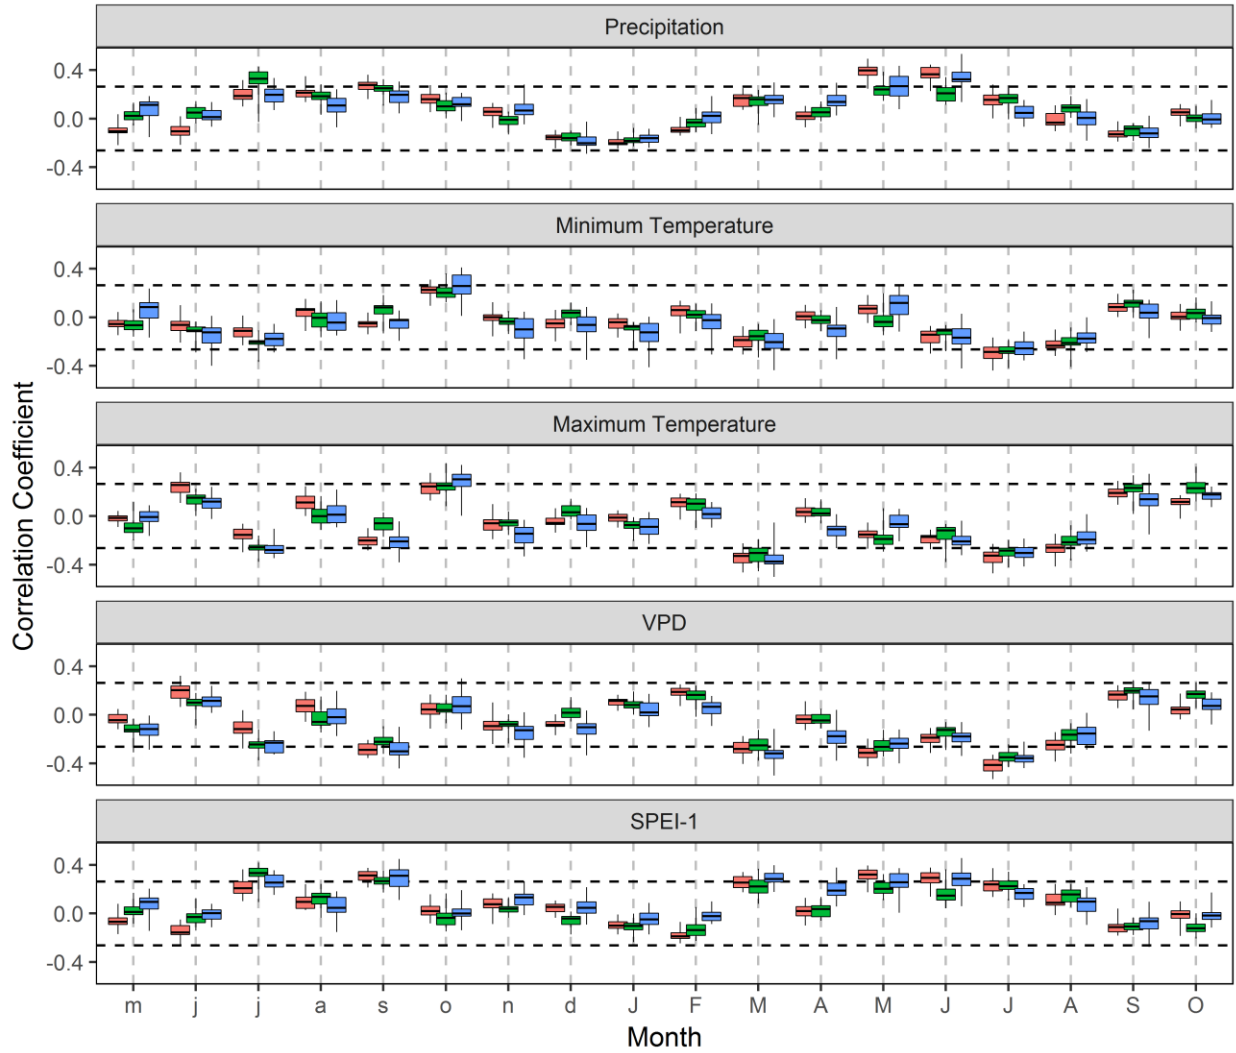 Precipitation
0.4
0.0
-0.4
Minimum Temperature
0.4
0.0
-0.4
Maximum Temperature
0.4
0.0
-0.4
VPD
0.4
0.0
-0.4
SPEI-1
0.4
0.0
-0.4
Correlation Coefficient
m j j a s o n d J F M A M J J A S O
Month